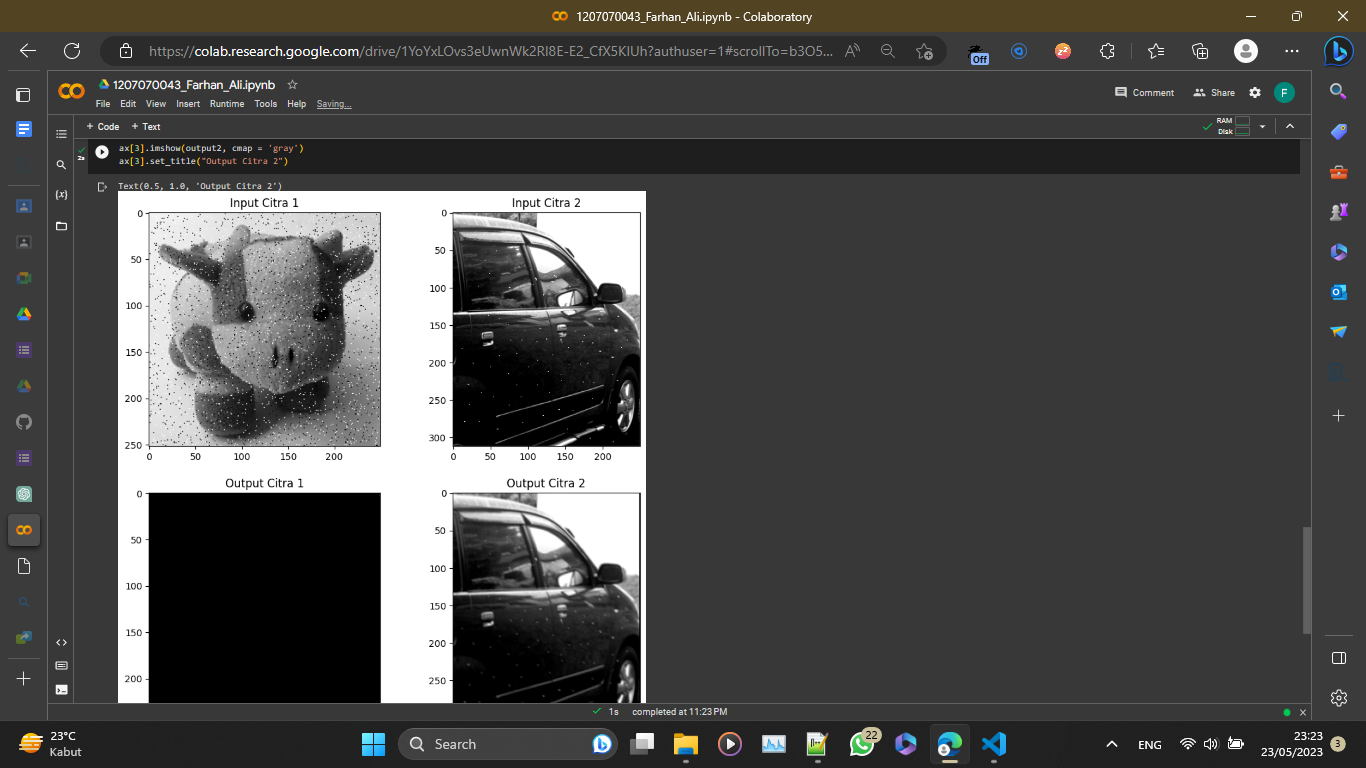 1207070043_Farhan_Ali.ipynb - Colaboratory
https://colab.research.google.com/drive/1YoYxLOvs3eUwnWk2Rl8E-E2_CfX5KIUh?authuser=1#scrollTo=b3O5...
Off
1207070043_Farhan_Ali.ipynb
File Edit View Insert Runtime Tools Help Saving...
Comment Share F
+ Code + Text
RAM
Disk
2s
ax[3].imshow(output2, cmap = 'gray')
ax[3].set_title("Output Citra 2")
Text(0.5, 1.0, 'Output Citra 2')
{x}
Input Citra 1
0
50
100
150
200
250
0 50 100 150 200
Input Citra 2
0
50
100
150
200
250
300
0 50 100 150 200
Output Citra 1
0
50
100
150
200
Output Citra 2
0
50
100
150
200
250
1s completed at 11:23 PM
23°C
Kabut
Search
22
ENG
23:23
23/05/2023
3